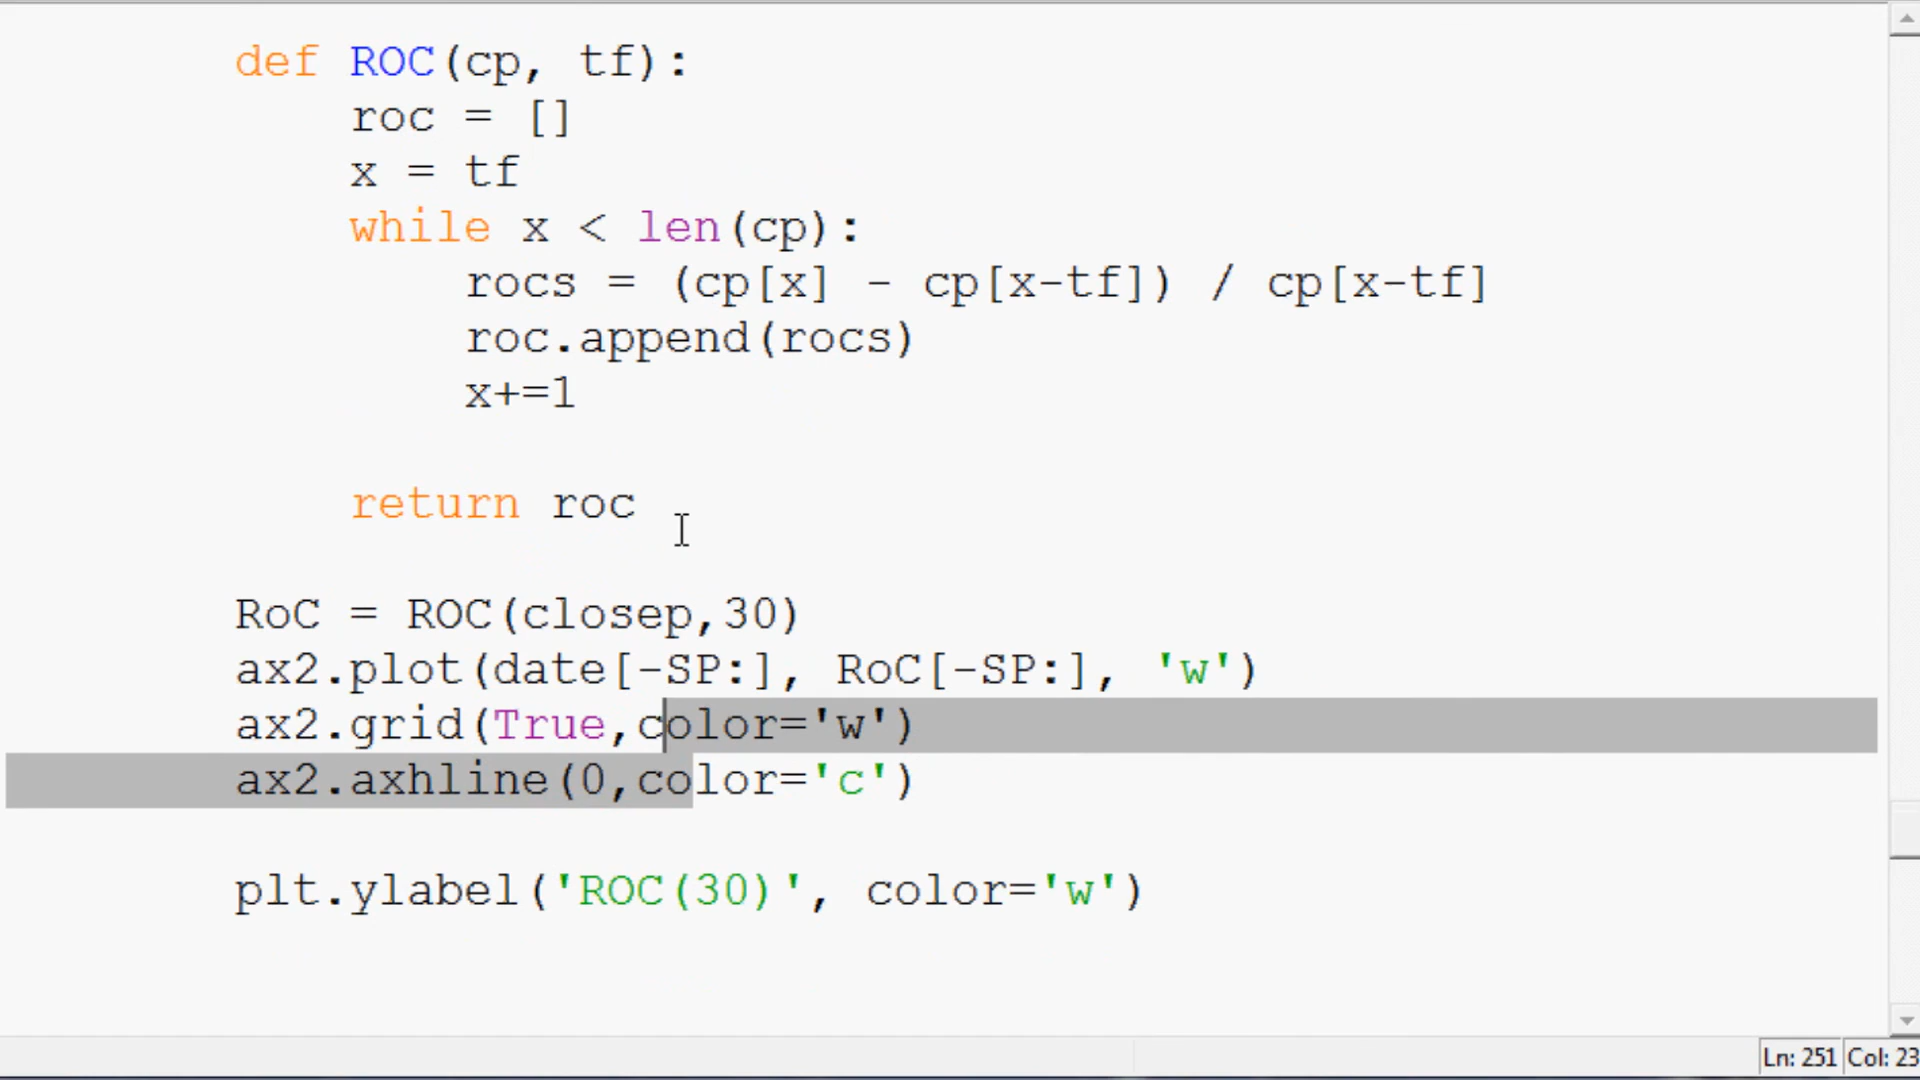 def ROC(cp, tf):
roc = []
x = tf
while x < len(cp):
rocs = (cp[x] - cp[x-tf]) / cp[x-tf]
roc.append(rocs)
x+=1
return roc
RoC = ROC(closep,30)
ax2.plot(date[-SP:], RoC[-SP:], 'w')
ax2.grid(True,color='w')
ax2.axhline(0,color='c')
plt.ylabel('ROC(30)', color='w')
Ln: 251 Col: 23